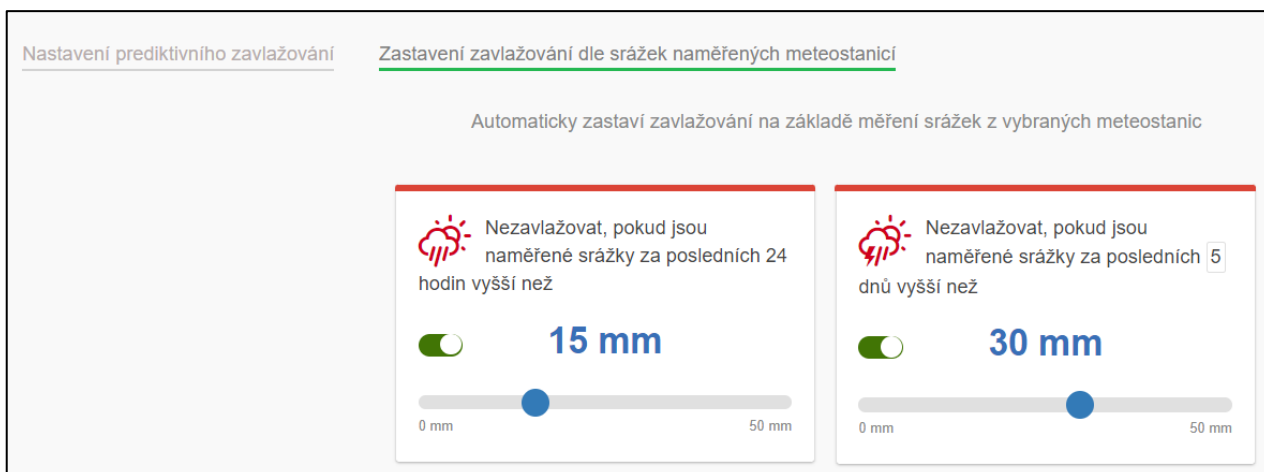 Nastavení prediktivního zavlažování
Zastavení zavlažování dle srážek naměřených meteostanicí
Automaticky zastaví zavlažování na základě měření srážek z vybraných meteostanic
Nezavlažovat, pokud jsou
naměřené srážky za posledních 24
hodin vyšší než
15 mm
0 mm
50 mm
Nezavlažovat, pokud jsou
naměřené srážky za posledních 5
dnů vyšší než
30 mm
0 mm
50 mm